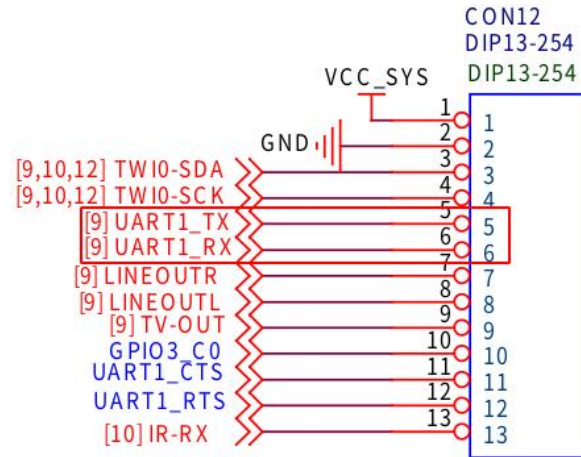 CON12
DIP13-254
VCC_SYS DIP13-254
1 1
GND 2 2
[9,10,12] TWI0-SDA 3 3
[9,10,12] TWI0-SCK 4 4
[9] UART1_TX 5 5
[9] UART1_RX 6 6
[9] LINEOUTR 7 7
[9] LINEOUTL 8 8
[9] TV-OUT 9 9
GPIO3_C0 10 10
UART1_CTS 11 11
UART1_RTS 12 12
[10] IR-RX 13 13